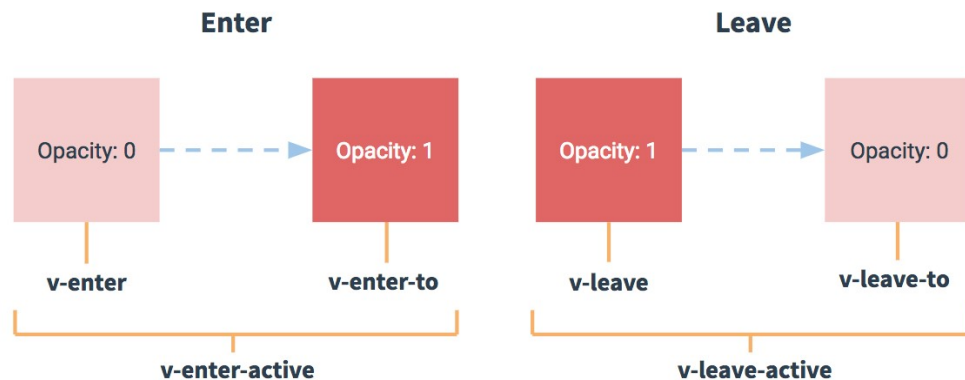 Enter
Leave
Opacity: 0
Opacity: 1
Opacity: 1
Opacity: 0
v-enter
v-enter-to
v-leave
v-leave-to
v-enter-active
v-leave-active